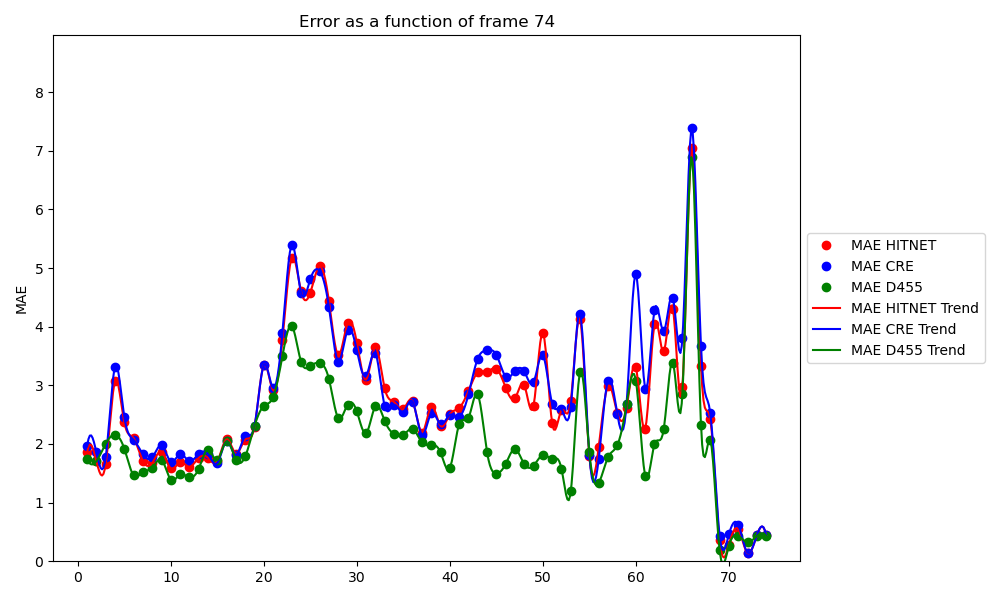 Error as a function of frame 74
MAE
8
7
6
5
4
3
2
1
0
0 10 20 30 40 50 60 70
MAE HITNET
MAE CRE
MAE D455
MAE HITNET Trend
MAE CRE Trend
MAE D455 Trend